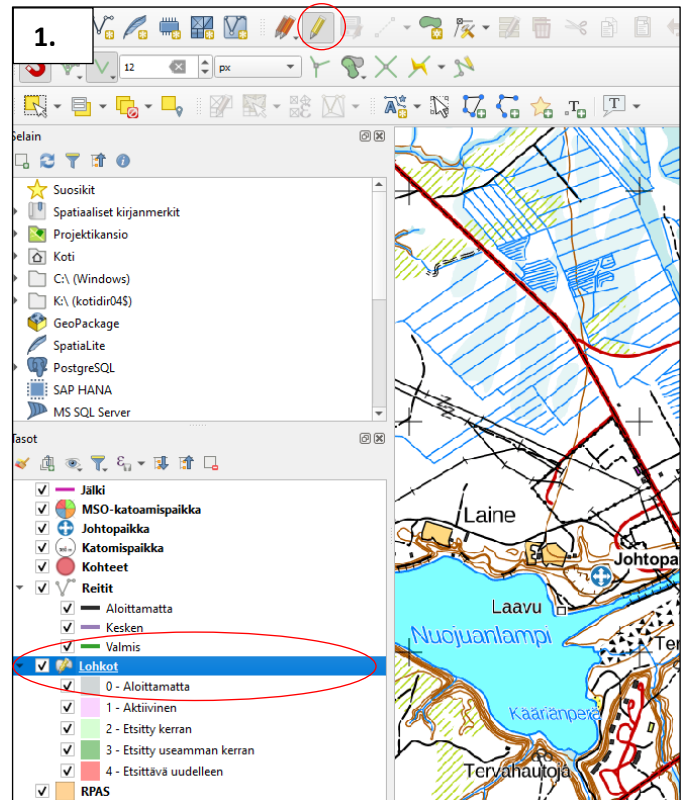 1.
12
px
T
Selain
Suosikit
Spatiaaliset kirjanmerkit
Projektikansio
Koti
C:\ (Windows)
K:\ (kotidir04$)
GeoPackage
SpatiaLite
PostgreSQL
SAP HANA
MS SQL Server
Tasot
Jälki
MSO-katoamispaikka
Johtopaikka
Katomispaikka
Kohteet
Reitit
Aloittamatta
Kesken
Valmis
Lohkot
0 - Aloittamatta
1 - Aktiivinen
2 - Etsitty kerran
3 - Etsitty useamman kerran
4 - Etsittävä uudelleen
RPAS
Laine
Johtopa
Laavu
Nuojuanlampi
Ter
Kääriänperä
Tervahautoja